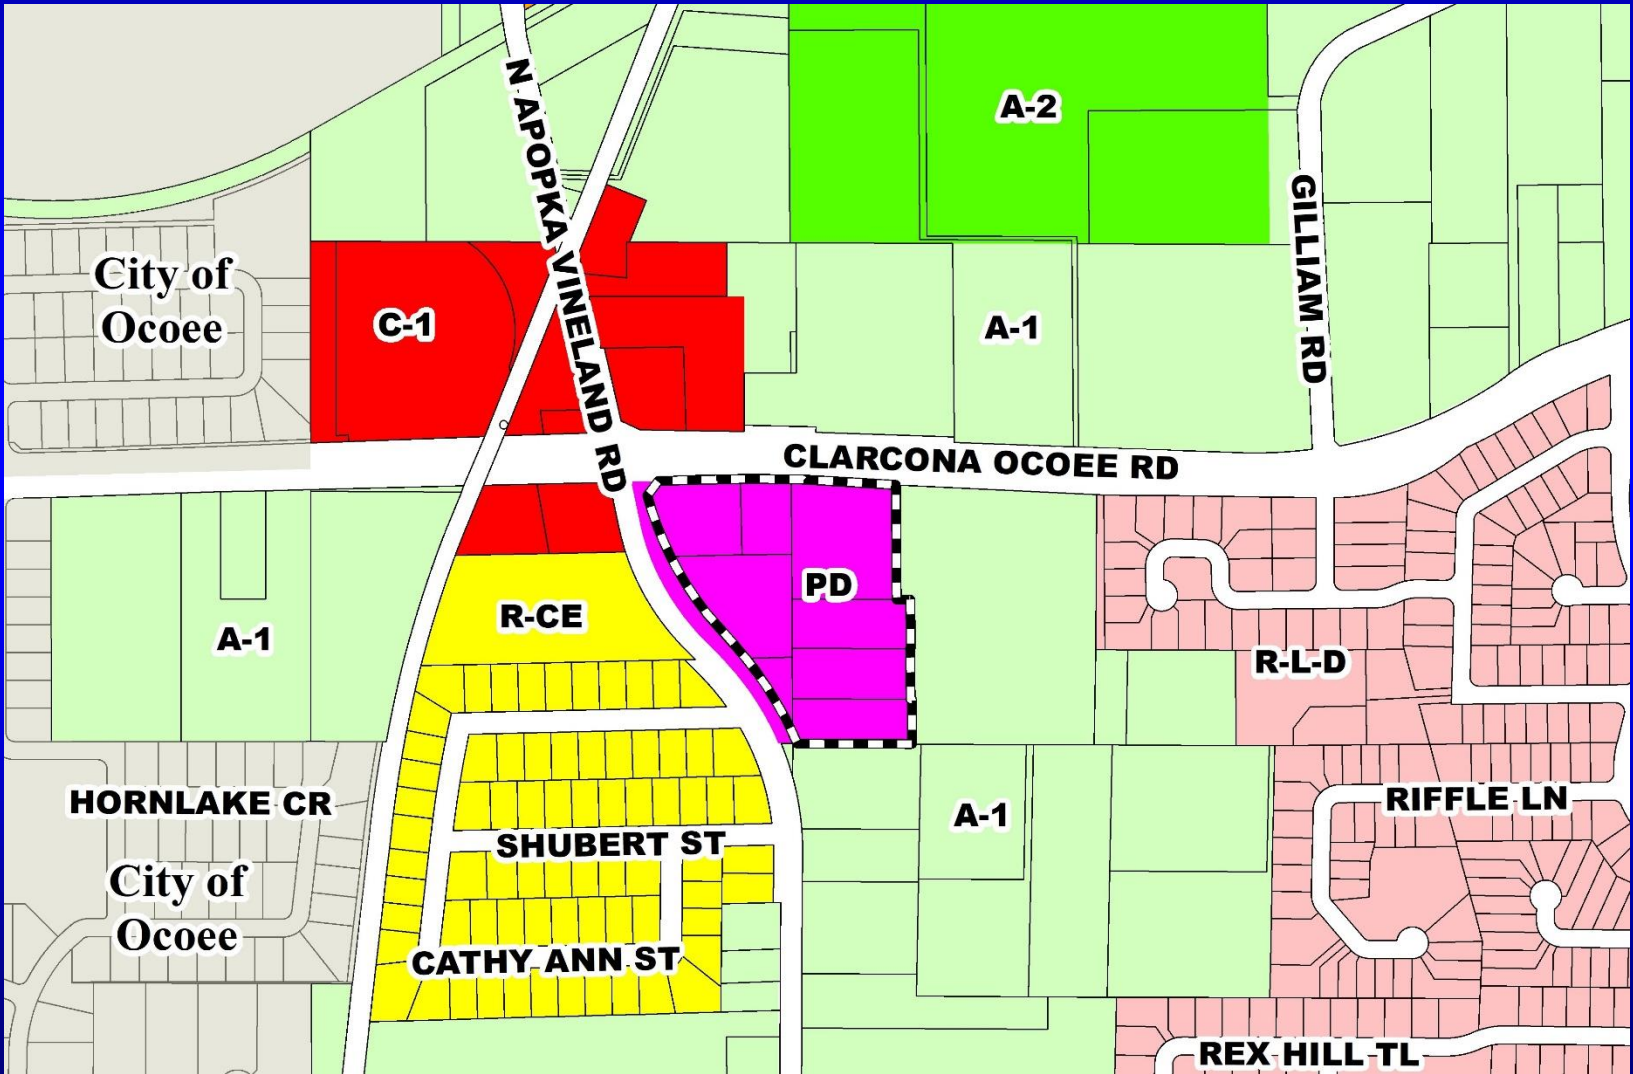 N APOPKA VINELAND RD
A-2
GILLIAM RD
City of
Ocoee
C-1
A-1
CLARCONA OCOEE RD
PD
R-CE
A-1
R-L-D
HORNLAKE CR
RIFFLE LN
A-1
SHUBERT ST
City of
Ocoee
CATHY ANN ST
REX HILL TL